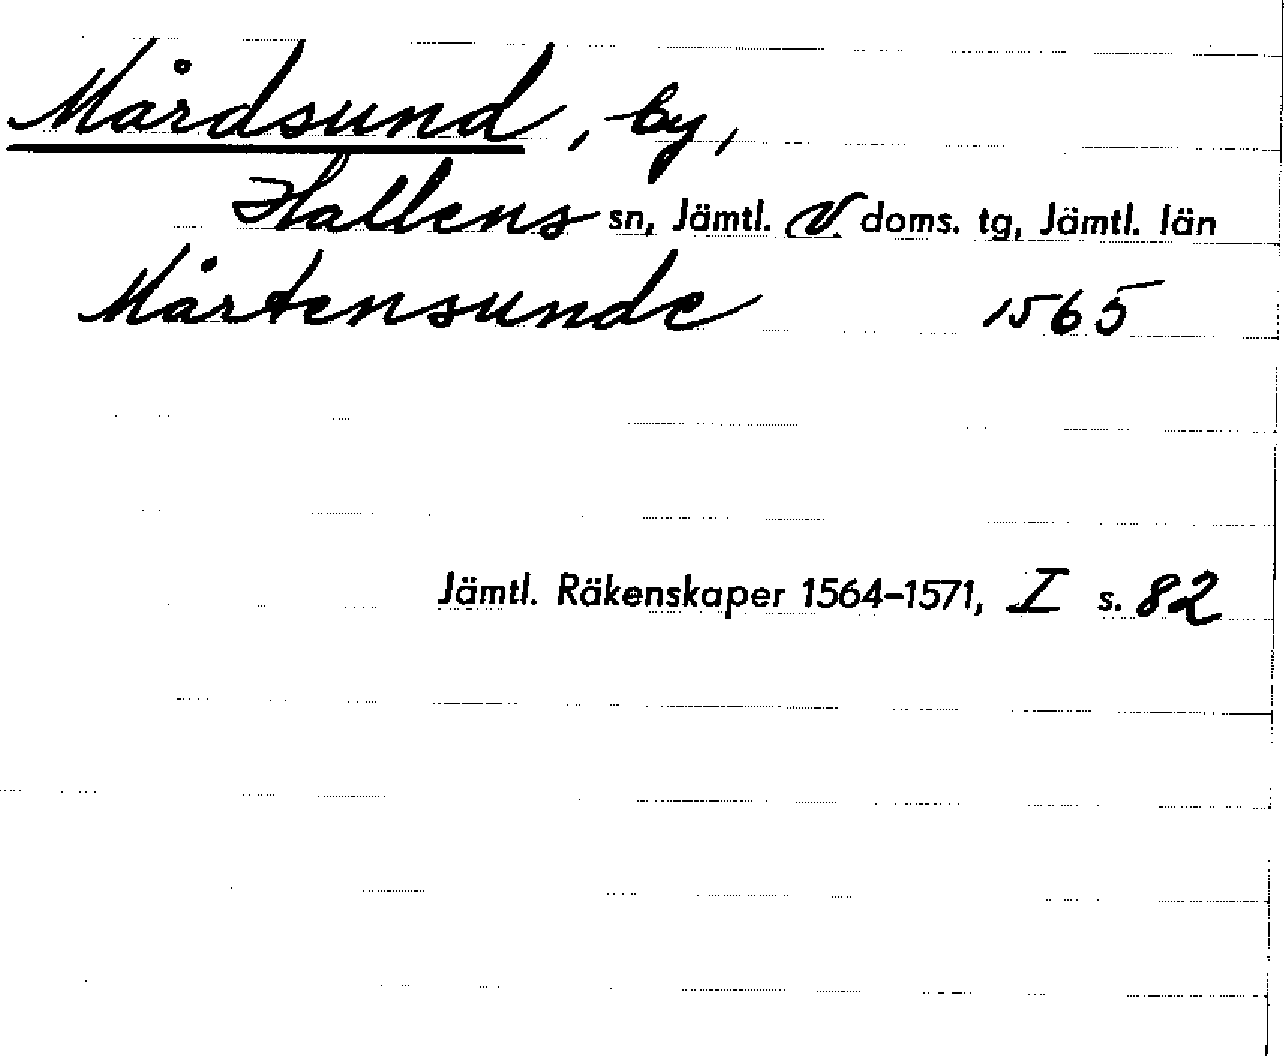 Mårdsund, by,
Hallens sn, Jämtl. V doms. tg, Jämtl. län
Mårtensunde 1565
Jämtl. Räkenskaper 1564–1571, I s. 82